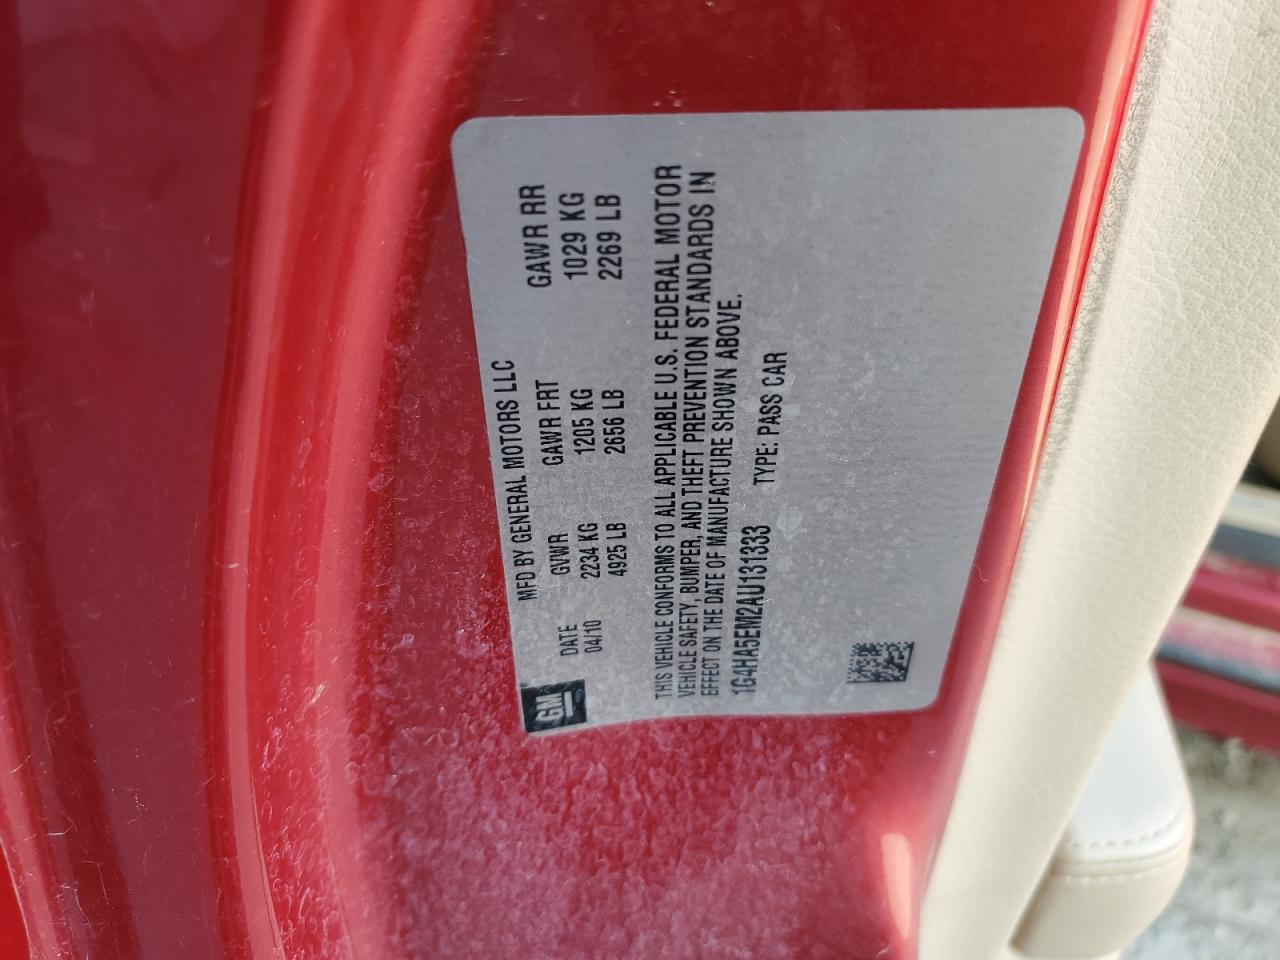 GM
MFD BY GENERAL MOTORS LLC
DATE GVWR GAWR FRT GAWR RR
04/10 2234 KG 1205 KG 1029 KG
4925 LB 2656 LB 2269 LB
THIS VEHICLE CONFORMS TO ALL APPLICABLE U.S. FEDERAL MOTOR
VEHICLE SAFETY, BUMPER, AND THEFT PREVENTION STANDARDS IN
EFFECT ON THE DATE OF MANUFACTURE SHOWN ABOVE.
1G4HA5EM2AU131333 TYPE: PASS CAR